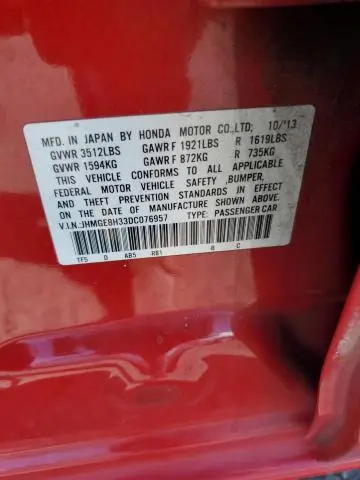 MFD. IN JAPAN BY HONDA MOTOR CO.,LTD; 10/'13
GVWR 3512LBS GAWR F 1921LBS R 1619LBS
GVWR 1594KG GAWR F 872KG R 735KG
THIS VEHICLE CONFORMS TO ALL APPLICABLE
FEDERAL MOTOR VEHICLE SAFETY ,BUMPER,
AND THEFT PREVENTION STANDARDS IN EFFECT
ON THE DATE OF MANUFACTURE SHOWN ABOVE.
V.I.N.:JHMGE8H33DC076957 TYPE: PASSENGER CAR
TF5 D AB5 R81 B C